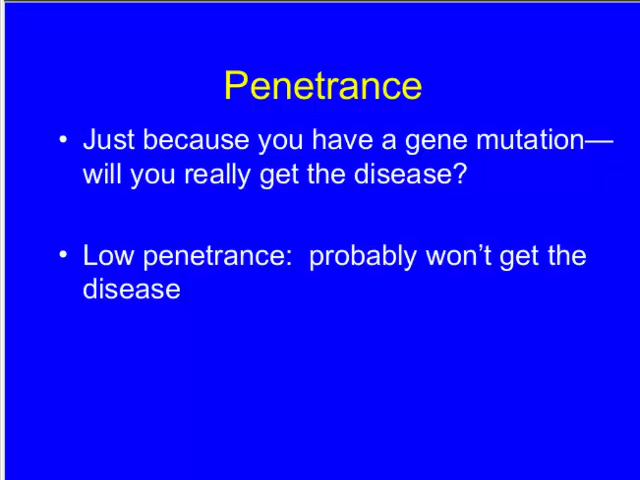 Penetrance
• Just because you have a gene mutation—
will you really get the disease?
• Low penetrance:  probably won’t get the
disease